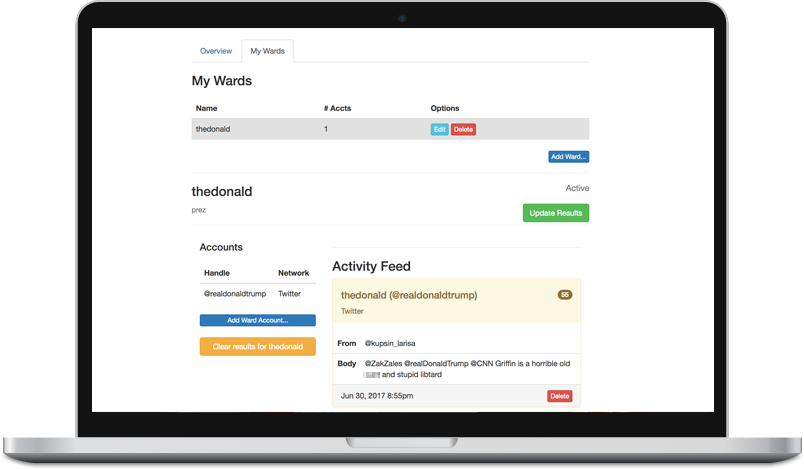 Overview My Wards
My Wards
Name # Accts Options
thedonald 1 Edit Delete
Add Ward...
thedonald Active
prez
Update Results
Accounts
Handle Network
@realdonaldtrump Twitter
Add Ward Account...
Clear results for thedonald
Activity Feed
thedonald (@realdonaldtrump) 55
Twitter
From @kupsin_larisa
Body @ZakZales @realDonaldTrump @CNN Griffin is a horrible old
and stupid libtard
Jun 30, 2017 8:55pm Delete